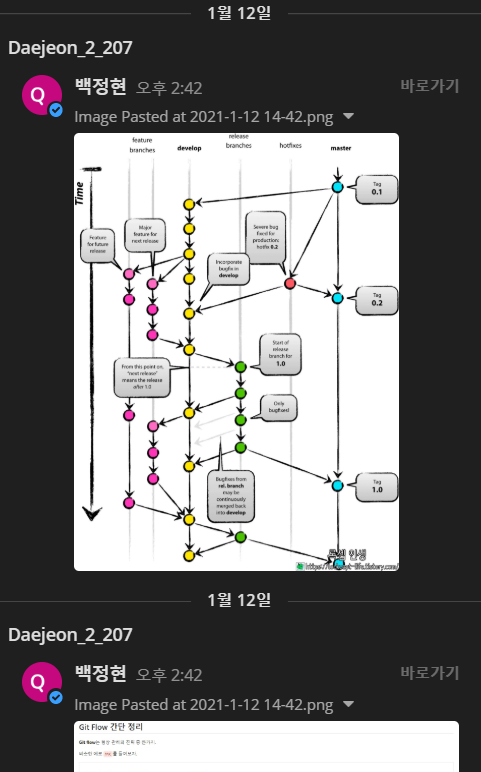 1월 12일
Daejeon_2_207
Q
백정현 오후 2:42
바로가기
Image Pasted at 2021-1-12 14-42.png
feature
branches
develop
release
branches
hotfixes
master
Time
Tag
0.1
Feature
for future
release
Major
feature for
next release
Severe bug
fixed for
production:
hotfix 0.2
Incorporate
bugfix in
develop
Tag
0.2
Start of
release
branch for
1.0
From this point on,
"next release"
means the release
after 1.0
Only
bugfixes!
Bugfixes from
rel. branch
may be
continuously
merged back
into develop
Tag
1.0
1월 12일
Daejeon_2_207
Q
백정현 오후 2:42
바로가기
Image Pasted at 2021-1-12 14-42.png
Git Flow 간단 정리